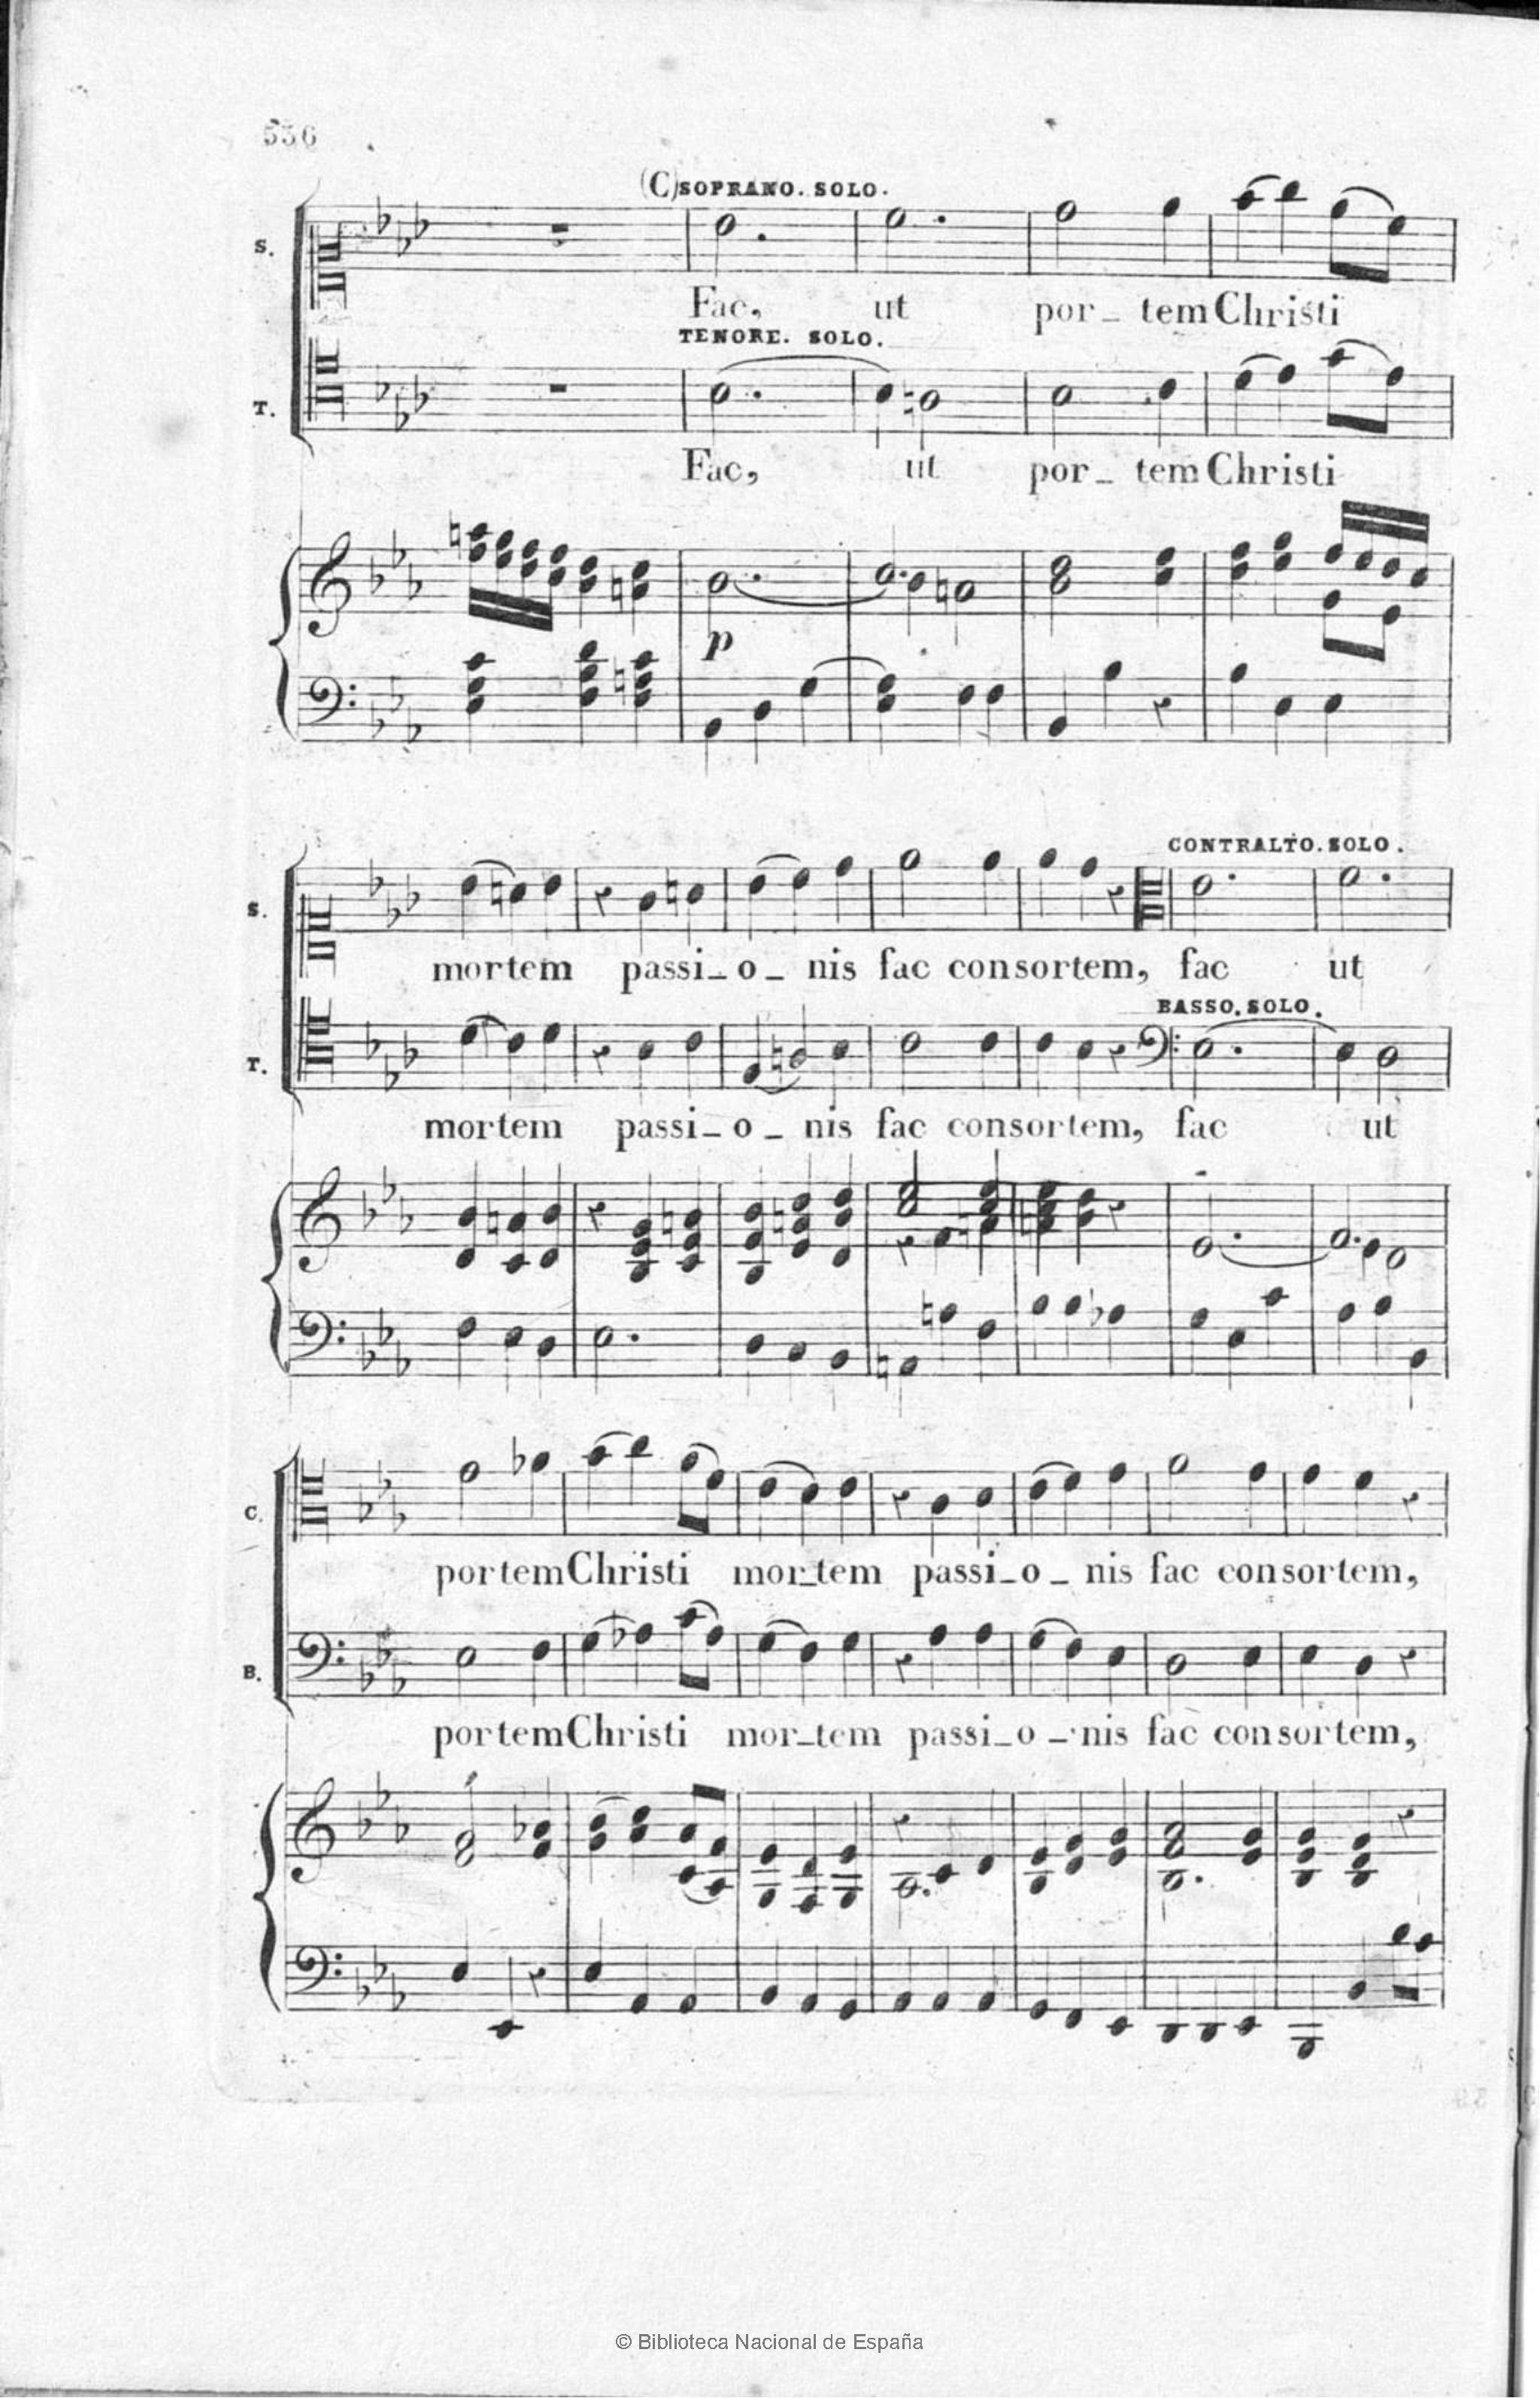 536
(C) SOPRANO. SOLO.
S.
Fac, ut por_ tem Christi
TENORE. SOLO.
T.
Fac, ut por_ tem Christi
p
CONTRALTO. SOLO.
S.
mortem passi_ o_ nis fac consortem, fac ut
BASSO. SOLO.
T.
mortem passi_ o_ nis fac consortem, fac ut
C.
portem Christi mor_tem passi_o_ nis fac consortem,
B.
portem Christi mor_tem passi_o_ nis fac consortem,
© Biblioteca Nacional de España